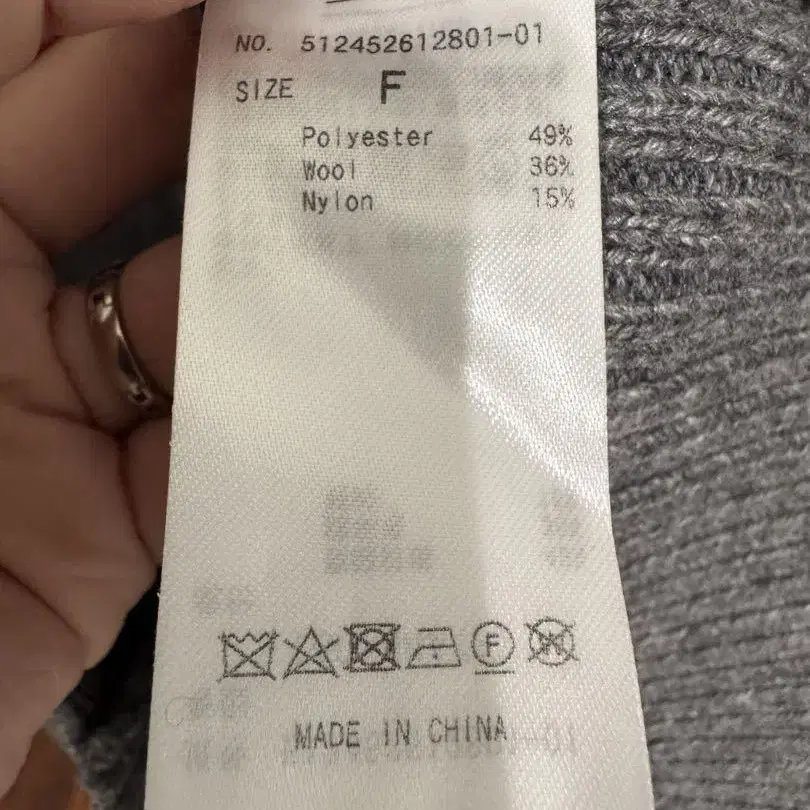 NO. 512452612801-01
SIZE F
Polyester 49%
Wool 36%
Nylon 15%
F
W
MADE IN CHINA